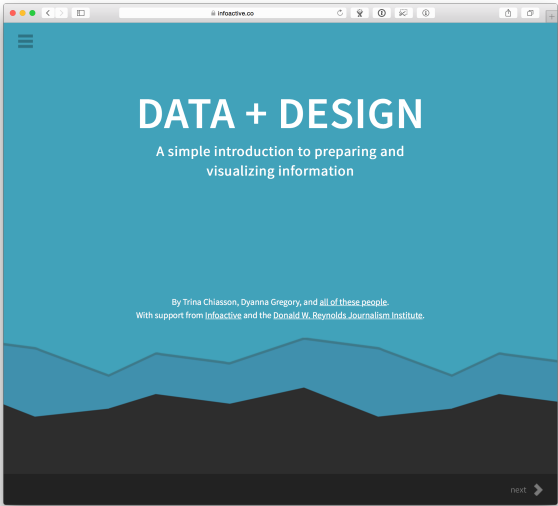 infoactive.co
DATA + DESIGN
A simple introduction to preparing and
visualizing information
By Trina Chiasson, Dyanna Gregory, and all of these people.
With support from Infoactive and the Donald W. Reynolds Journalism Institute.
next